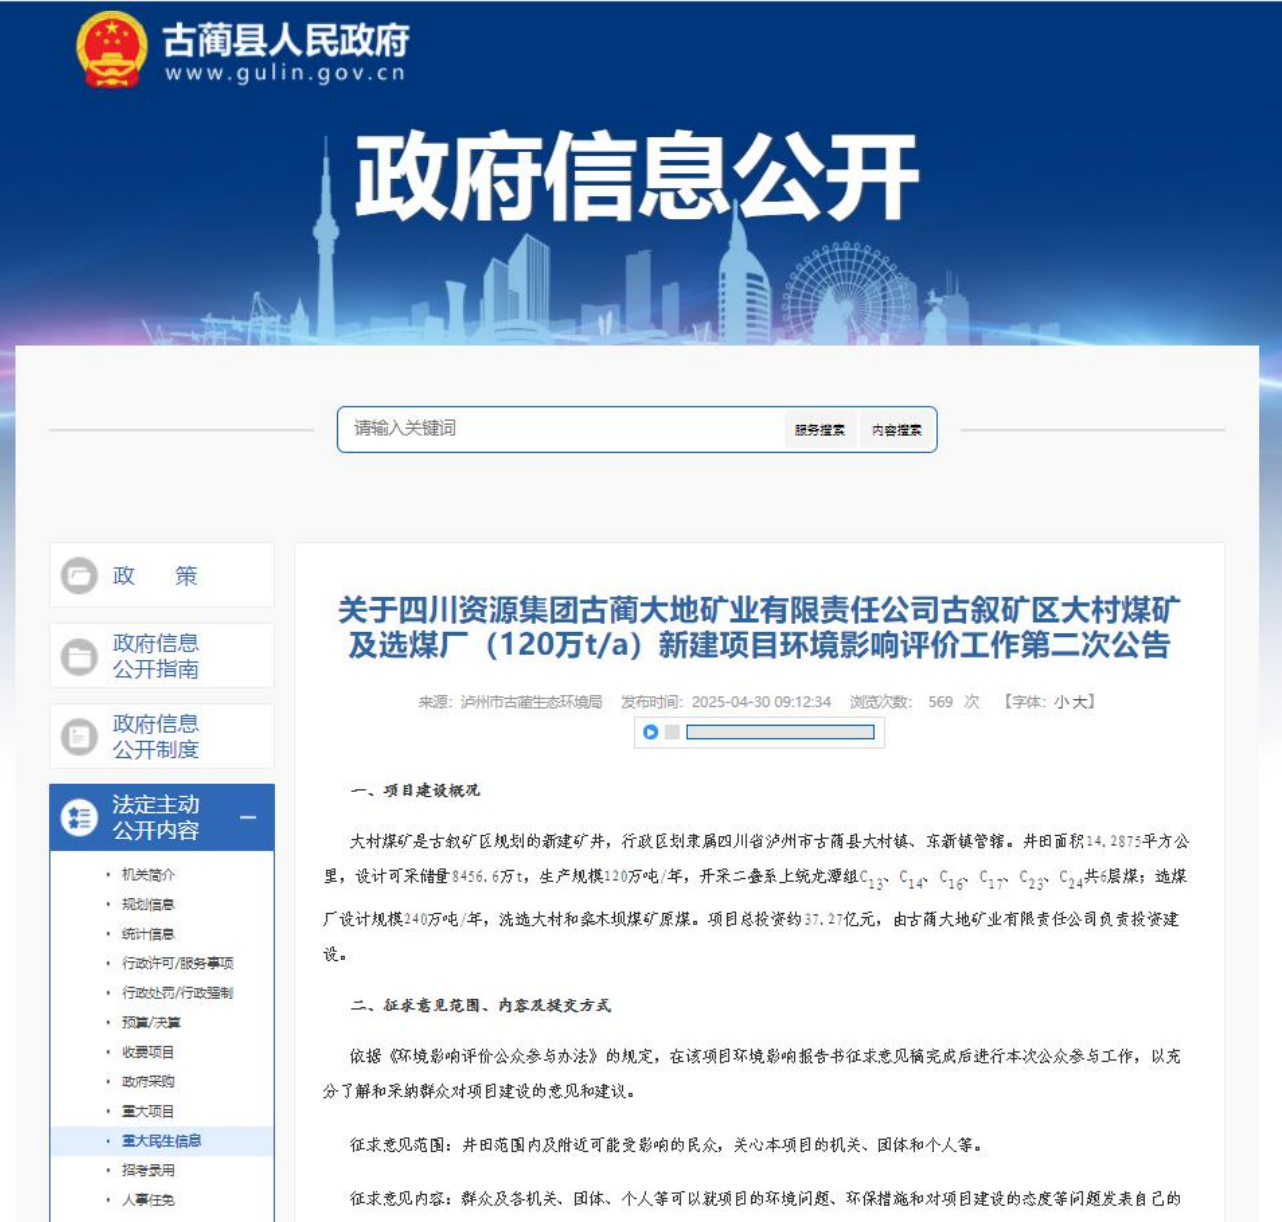 古蔺县人民政府
www.gulin.gov.cn
政府信息公开
请输入关键词
服务搜索 内容搜索
政 策
政府信息
公开指南
政府信息
公开制度
法定主动
公开内容
· 机关简介
· 规划信息
· 统计信息
· 行政许可/服务事项
· 行政处罚/行政强制
· 预算/决算
· 收费项目
· 政府采购
· 重大项目
· 重大民生信息
· 招考录用
· 人事任免
关于四川资源集团古蔺大地矿业有限责任公司古叙矿区大村煤矿
及选煤厂（120万t/a）新建项目环境影响评价工作第二次公告
来源：泸州市古蔺生态环境局 发布时间：2025-04-30 09:12:34 浏览次数： 569 次 【字体：小 大】
一、项目建设概况
大村煤矿是古叙矿区规划的新建矿井，行政区划隶属四川省泸州市古蔺县大村镇、东新镇管辖。井田面积14.2875平方公
里，设计可采储量8456.6万t，生产规模120万吨/年，开采二叠系上统龙潭组C13、C14、C16、C17、C23、C24共6层煤；选煤
厂设计规模240万吨/年，洗选大村和桑木坝煤矿原煤。项目总投资约37.27亿元，由古蔺大地矿业有限责任公司负责投资建
设。
二、征求意见范围、内容及提交方式
依据《环境影响评价公众参与办法》的规定，在该项目环境影响报告书征求意见稿完成后进行本次公众参与工作，以充
分了解和采纳群众对项目建设的意见和建议。
征求意见范围：井田范围内及附近可能受影响的民众，关心本项目的机关、团体和个人等。
征求意见内容：群众及各机关、团体、个人等可以就项目的环境问题、环保措施和对项目建设的态度等问题发表自己的